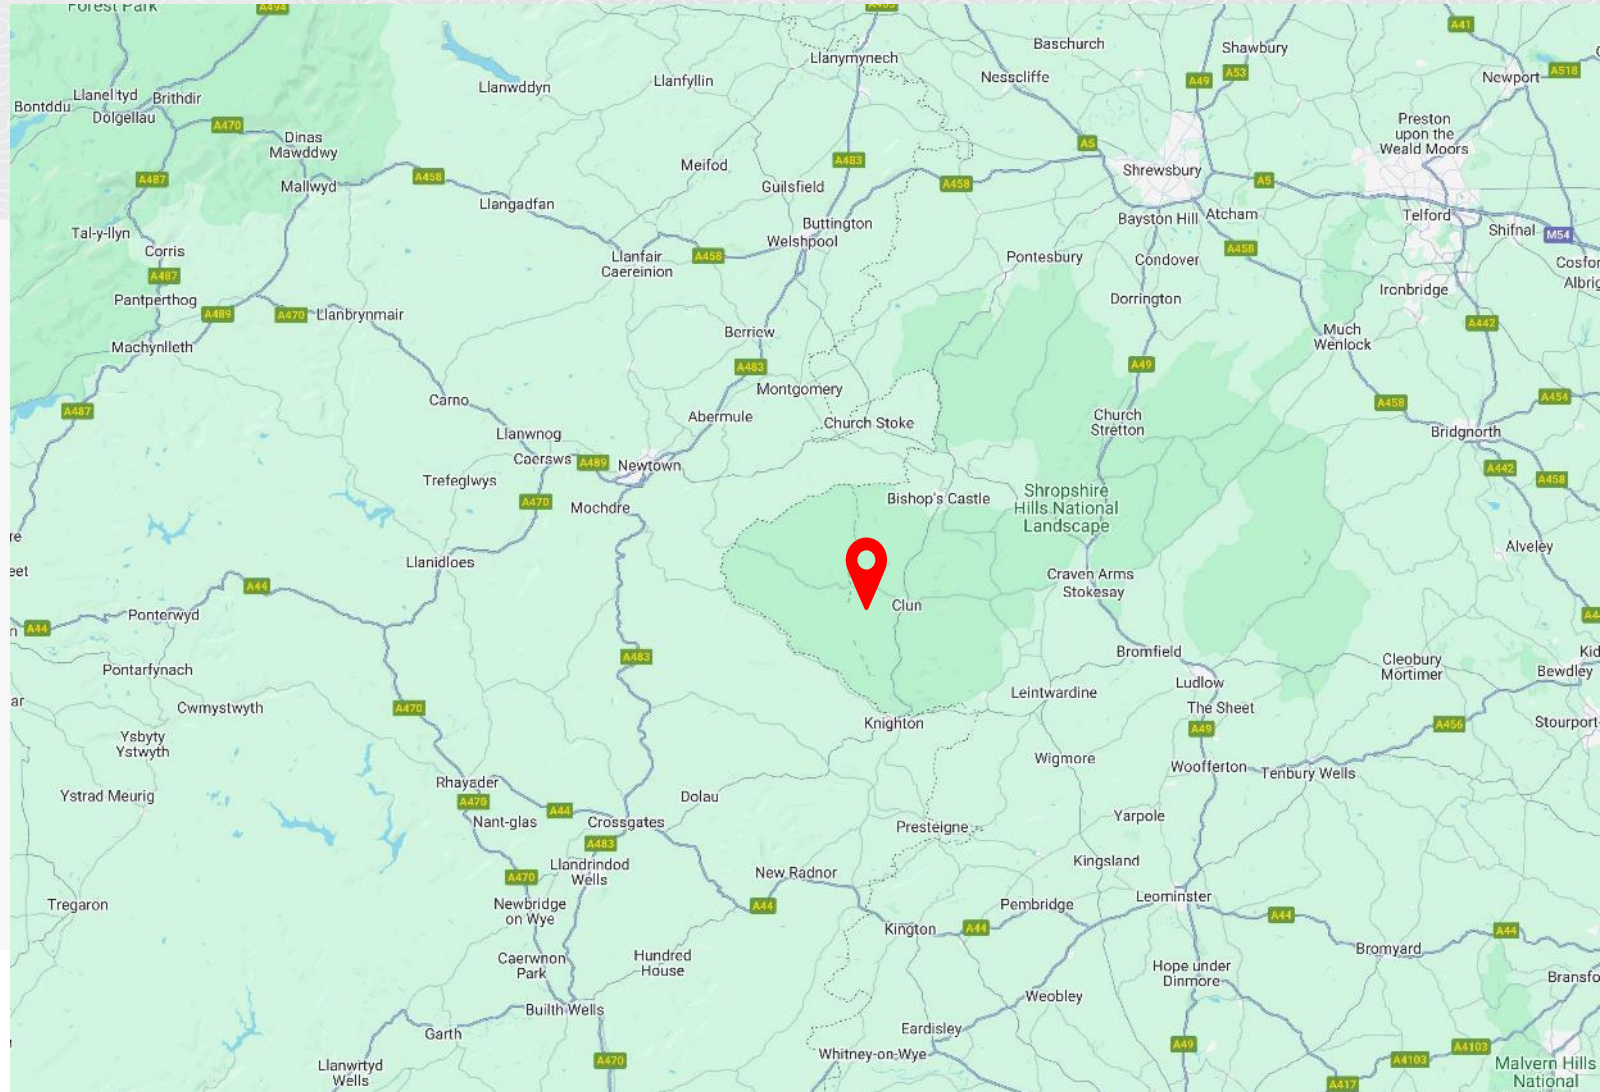 Forest Park
A494
A483
A41
Baschurch
Shawbury
Llanymynech
Nesscliffe
A49
A53
Newport
A518
Llanwddyn
Llanfyllin
Llanelltyd
Brithdir
Bontddu
Dolgellau
A470
Dinas
Mawddwy
Preston
upon the
Weald Moors
A5
Meifod
A483
Shrewsbury
A487
Mallwyd
A458
Guilsfield
A458
A5
Llangadfan
Buttington
Bayston Hill
Atcham
Telford
Shifnal
M54
Tal-y-llyn
Corris
Welshpool
Llanfair
Caereinion
A458
Pontesbury
Condover
A458
Cosfor
Albrig
A487
Pantperthog
Dorrington
Ironbridge
A489
A470
Llanbrynmair
Berriew
Much
Wenlock
A442
Machynlleth
A483
A49
Montgomery
A487
Carno
A458
A454
Abermule
Church Stoke
Church
Stretton
Llanwnog
Bridgnorth
Caersws
A489
Newtown
A442
Trefeglwys
A458
A470
Bishop's Castle
Shropshire
Hills National
Landscape
Mochdre
re
Alveley
Llanidloes
eet
Craven Arms
Stokesay
A44
Clun
Ponterwyd
n
A44
A44
Bromfield
Cleobury
Mortimer
Kid
Bewdley
A483
Pontarfynach
Ludlow
Leintwardine
ar
Cwmystwyth
A470
The Sheet
Knighton
Stourport-
A456
Ysbyty
Ystwyth
A49
Wigmore
Woofferton
Tenbury Wells
Rhayader
Ystrad Meurig
Dolau
A470
A44
Nant-glas
Crossgates
Yarpole
Presteigne
A483
Llandrindod
Wells
Kingsland
New Radnor
A470
Leominster
Tregaron
Newbridge
on Wye
A44
Pembridge
A44
Kington
A44
A44
Bromyard
Caerwnon
Park
Hundred
House
Hope under
Dinmore
Bransfo
Weobley
Builth Wells
Garth
Eardisley
A49
Whitney-on-Wye
A470
A4103
A4103
Llanwrtyd
Wells
A417
Malvern Hills
National